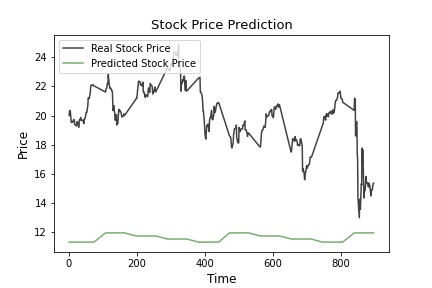 Stock Price Prediction
Real Stock Price
Predicted Stock Price
Price
24
22
20
18
16
14
12
0 200 400 600 800
Time